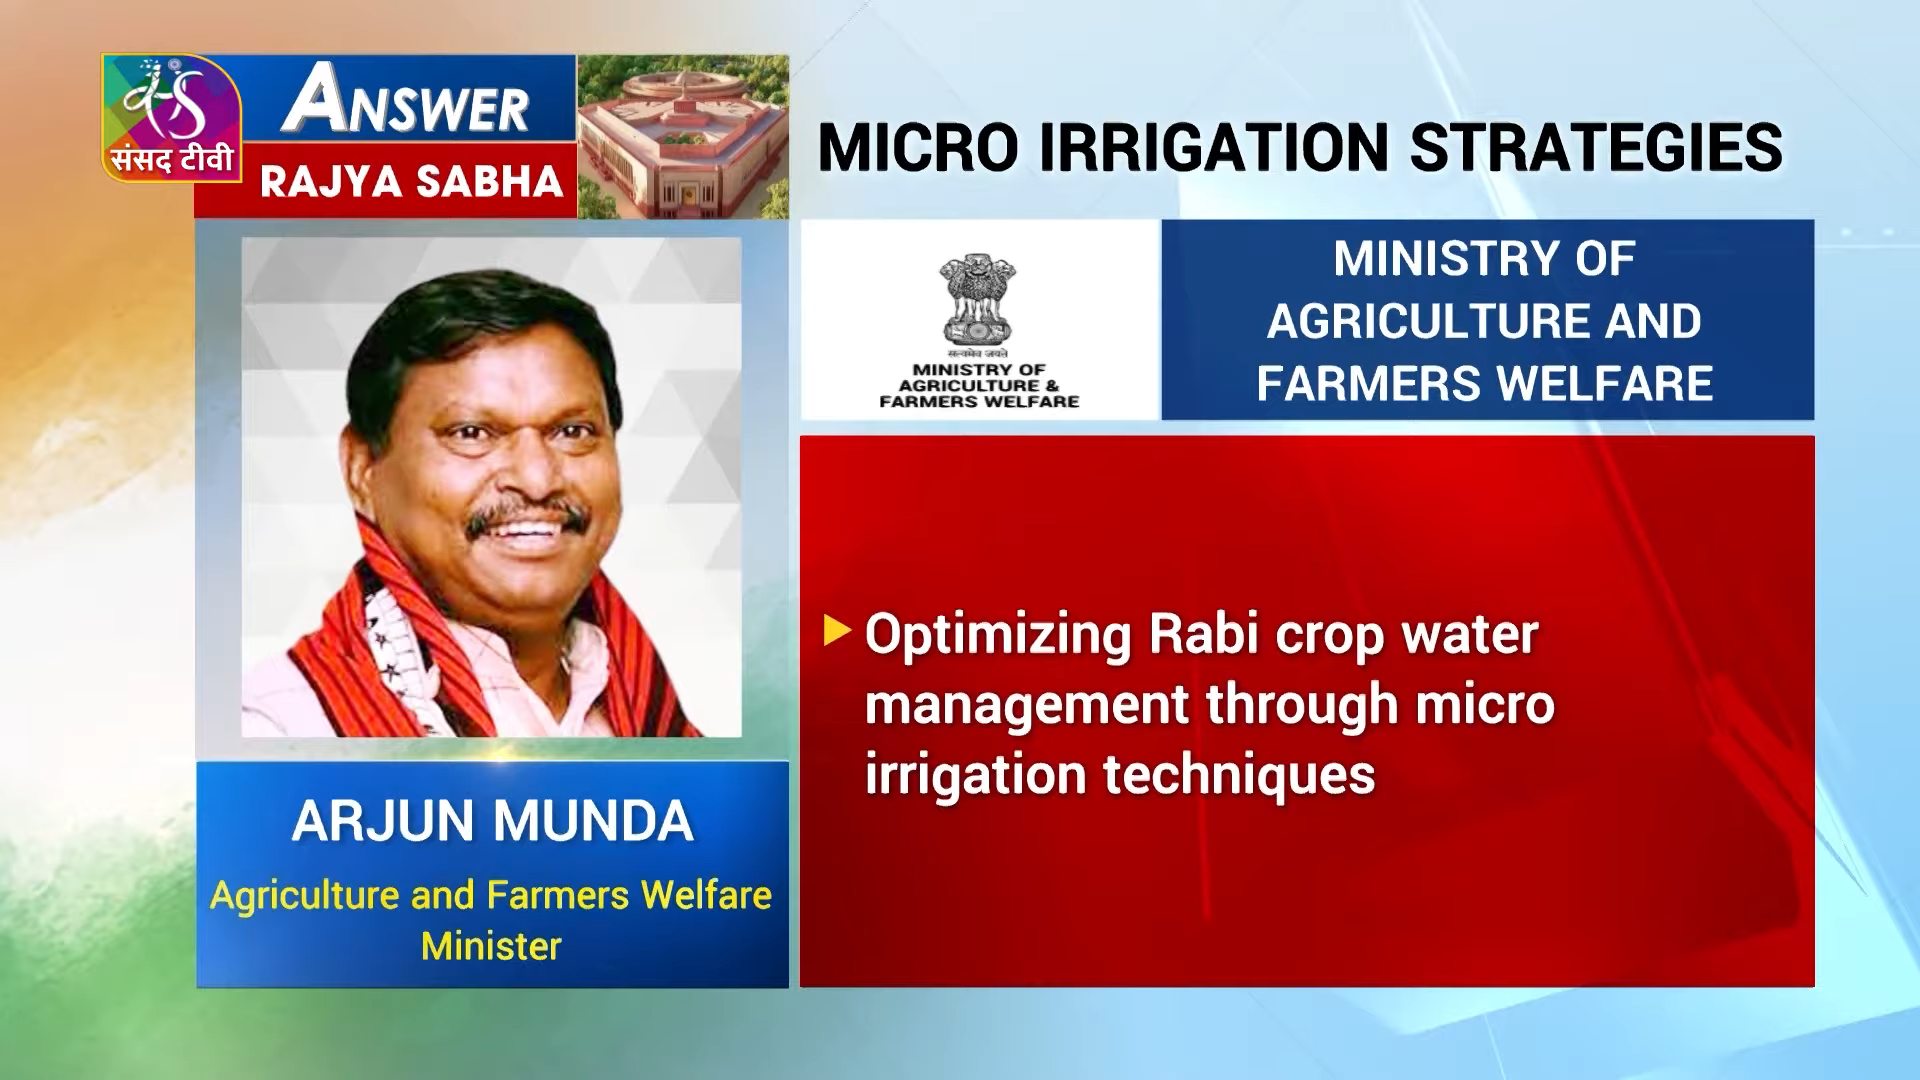 संसद टीवी
ANSWER
RAJYA SABHA
MICRO IRRIGATION STRATEGIES
सत्यमेव जयते
MINISTRY OF
AGRICULTURE &
FARMERS WELFARE
MINISTRY OF
AGRICULTURE AND
FARMERS WELFARE
Optimizing Rabi crop water
management through micro
irrigation techniques
ARJUN MUNDA
Agriculture and Farmers Welfare
Minister